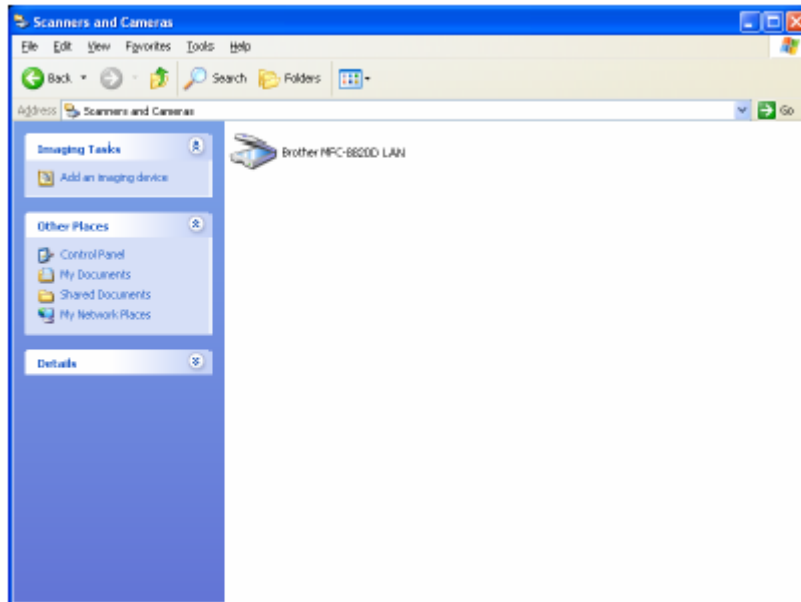 Scanners and Cameras
File Edit View Favorites Tools Help
Back Search Folders
Address Scanners and Cameras Go
Imaging Tasks
Add an imaging device
Brother MFC-8820D LAN
Other Places
Control Panel
My Documents
Shared Documents
My Network Places
Details